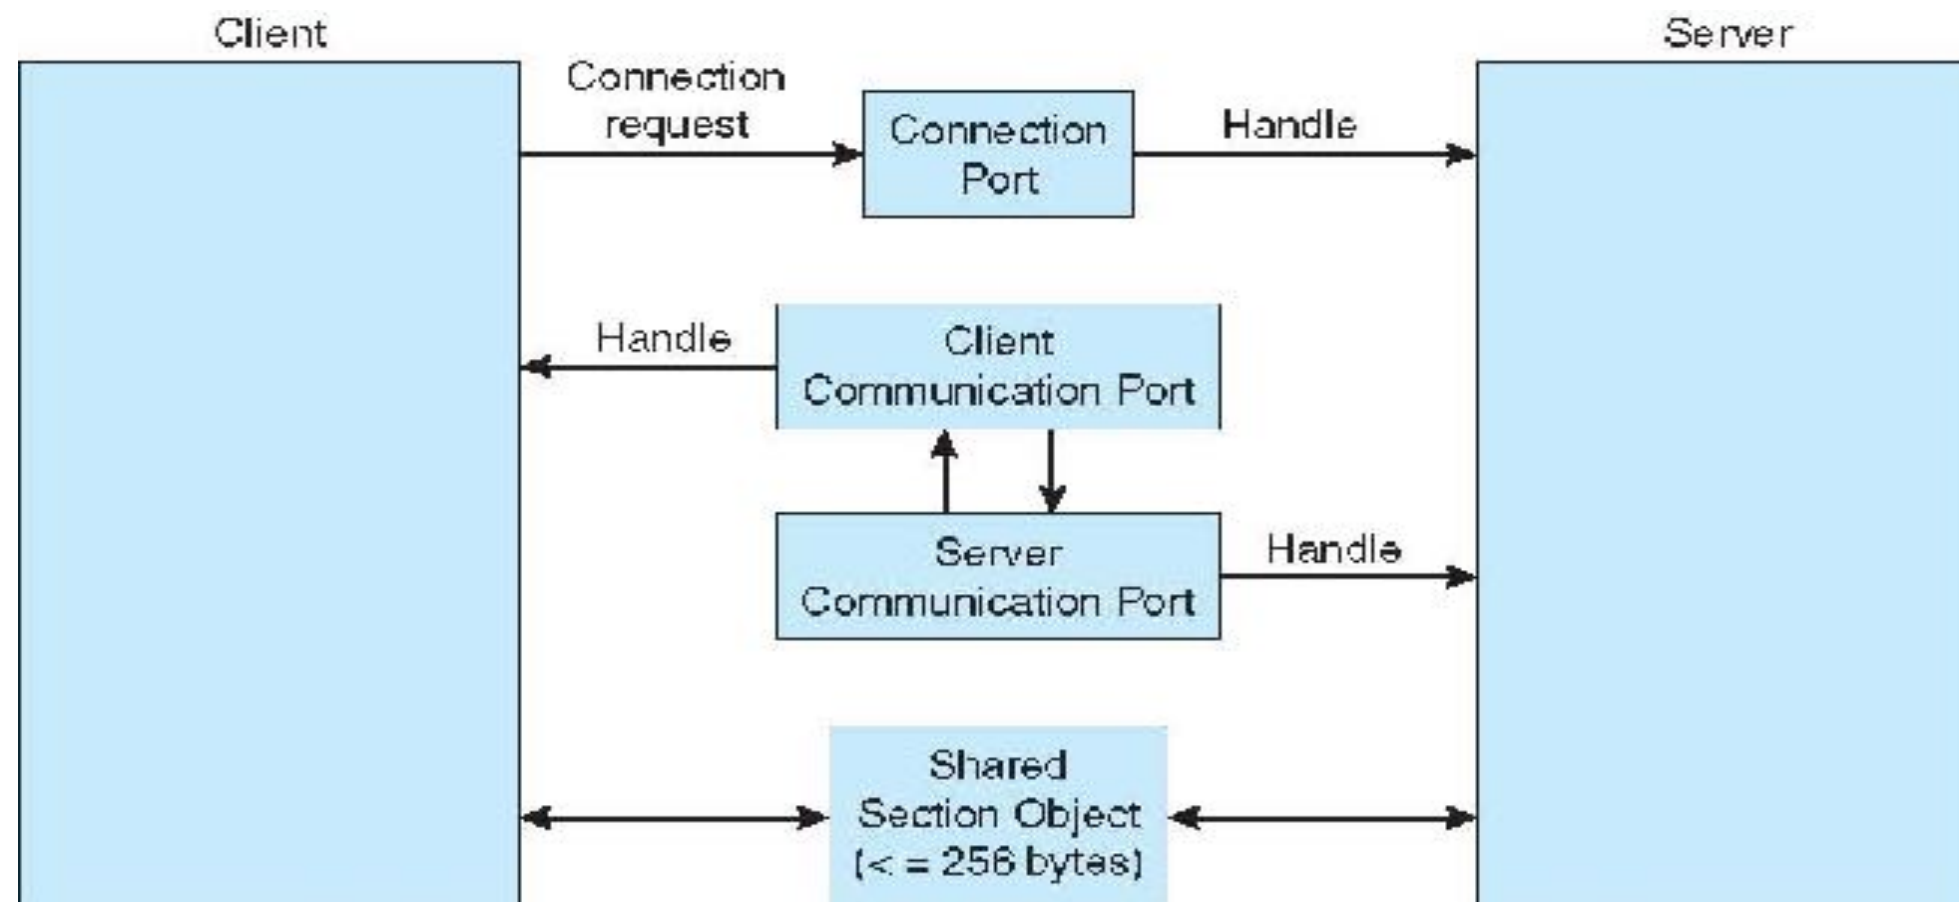 Client
Server
Connection
request
Connection
Port
Handle
Handle
Client
Communication Port
Server
Communication Port
Handle
Shared
Section Object
(< = 256 bytes)